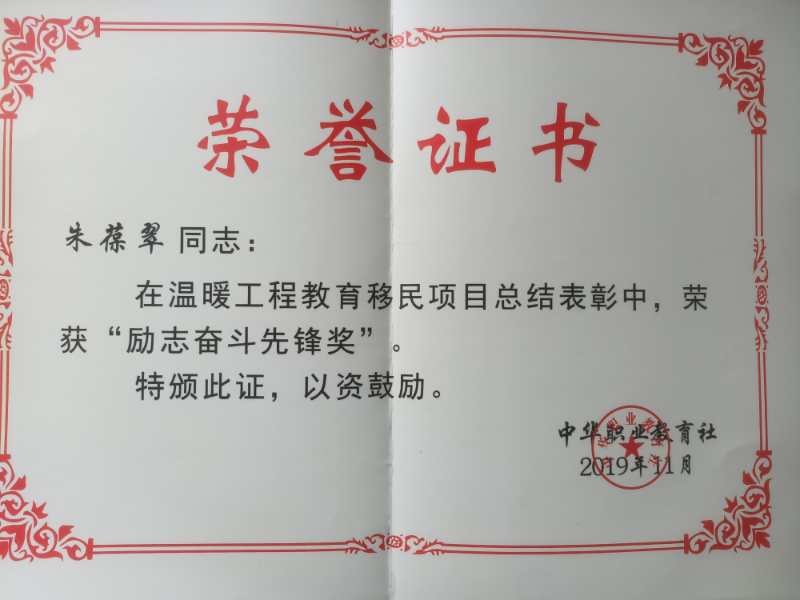 荣誉证书
朱葆翠同志：
在温暖工程教育移民项目总结表彰中，荣
获“励志奋斗先锋奖”。
特颁此证，以资鼓励。
中华职业教育社
2019年11月